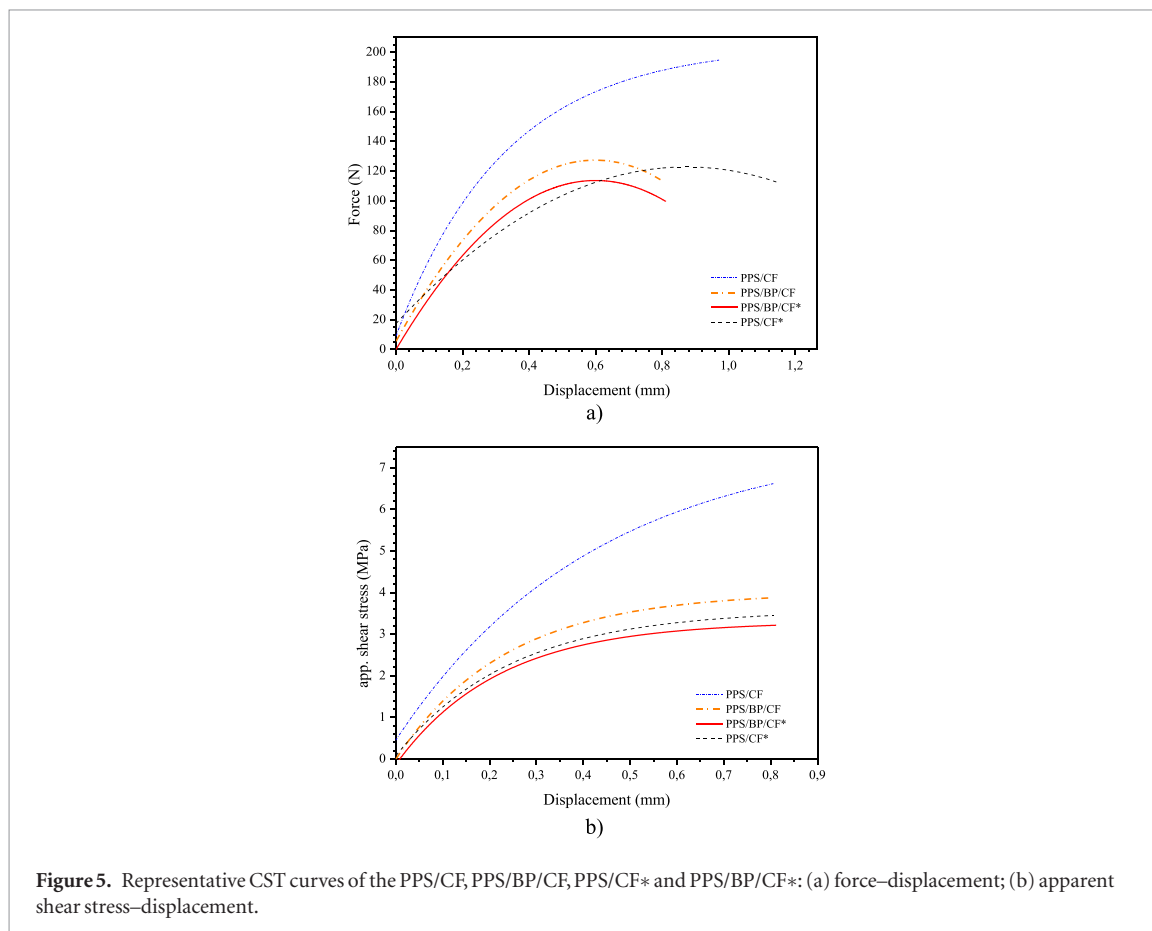 200
180
160
140
120
100
80
60
40
20
0
Force (N)
PPS/CF
PPS/BP/CF
PPS/BP/CF*
PPS/CF*
0,0 0,2 0,4 0,6 0,8 1,0 1,2
Displacement (mm)
a)
7
6
5
4
3
2
1
0
app. shear stress (MPa)
PPS/CF
PPS/BP/CF
PPS/BP/CF*
PPS/CF*
0,0 0,1 0,2 0,3 0,4 0,5 0,6 0,7 0,8 0,9
Displacement (mm)
b)
Figure 5. Representative CST curves of the PPS/CF, PPS/BP/CF, PPS/CF* and PPS/BP/CF*: (a) force–displacement; (b) apparent
shear stress–displacement.